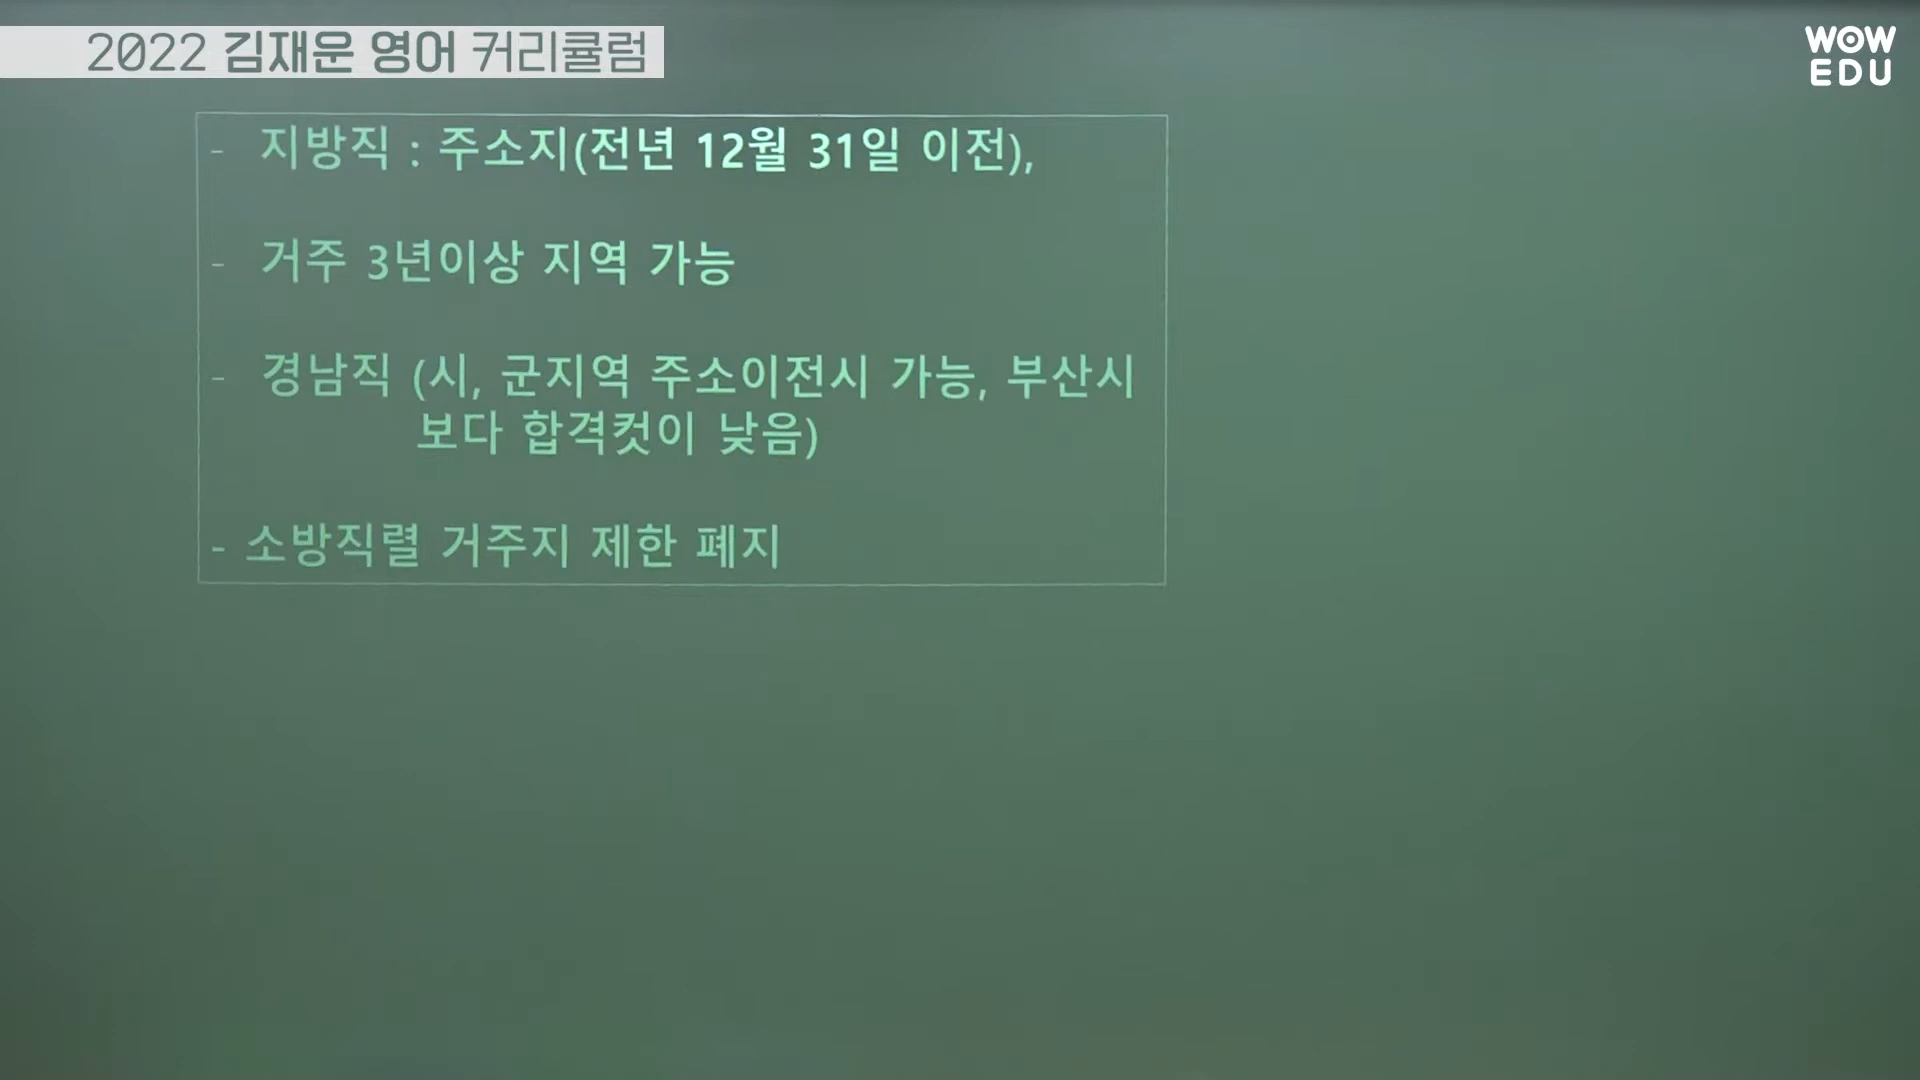 2022 김재운 영어 커리큘럼
WOW
EDU
- 지방직 : 주소지(전년 12월 31일 이전),
- 거주 3년이상 지역 가능
- 경남직 (시, 군지역 주소이전시 가능, 부산시
보다 합격컷이 낮음)
- 소방직렬 거주지 제한 폐지